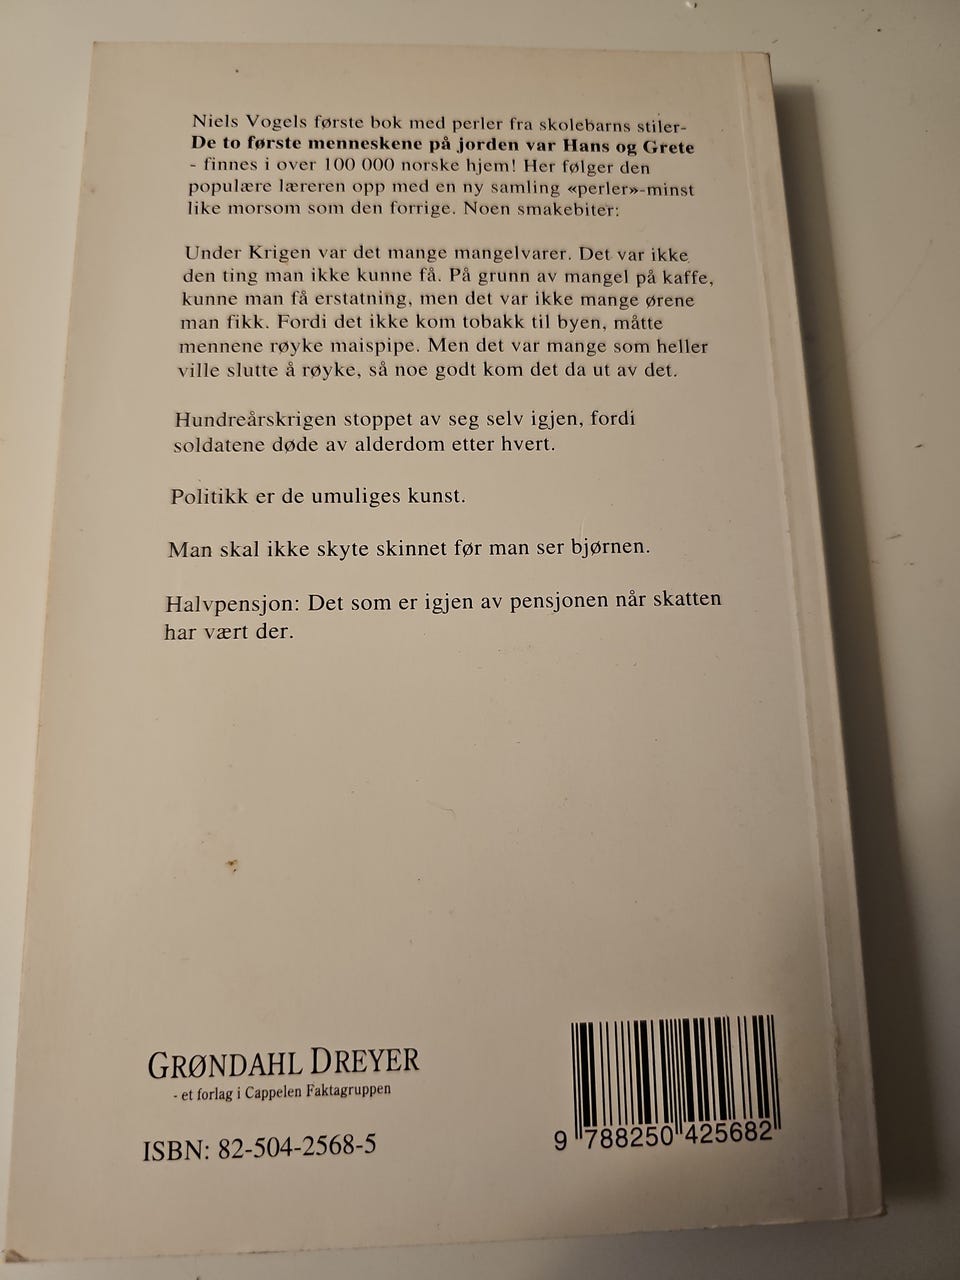 Niels Vogels første bok med perler fra skolebarns stiler-
De to første menneskene på jorden var Hans og Grete
- finnes i over 100 000 norske hjem! Her følger den
populære læreren opp med en ny samling «perler»-minst
like morsom som den forrige. Noen smakebiter:
Under Krigen var det mange mangelvarer. Det var ikke
den ting man ikke kunne få. På grunn av mangel på kaffe,
kunne man få erstatning, men det var ikke mange ørene
man fikk. Fordi det ikke kom tobakk til byen, måtte
mennene røyke maispipe. Men det var mange som heller
ville slutte å røyke, så noe godt kom det da ut av det.
Hundreårskrigen stoppet av seg selv igjen, fordi
soldatene døde av alderdom etter hvert.
Politikk er de umuliges kunst.
Man skal ikke skyte skinnet før man ser bjørnen.
Halvpensjon: Det som er igjen av pensjonen når skatten
har vært der.
GRØNDAHL DREYER
- et forlag i Cappelen Faktagruppen
ISBN: 82-504-2568-5
9 788250 425682